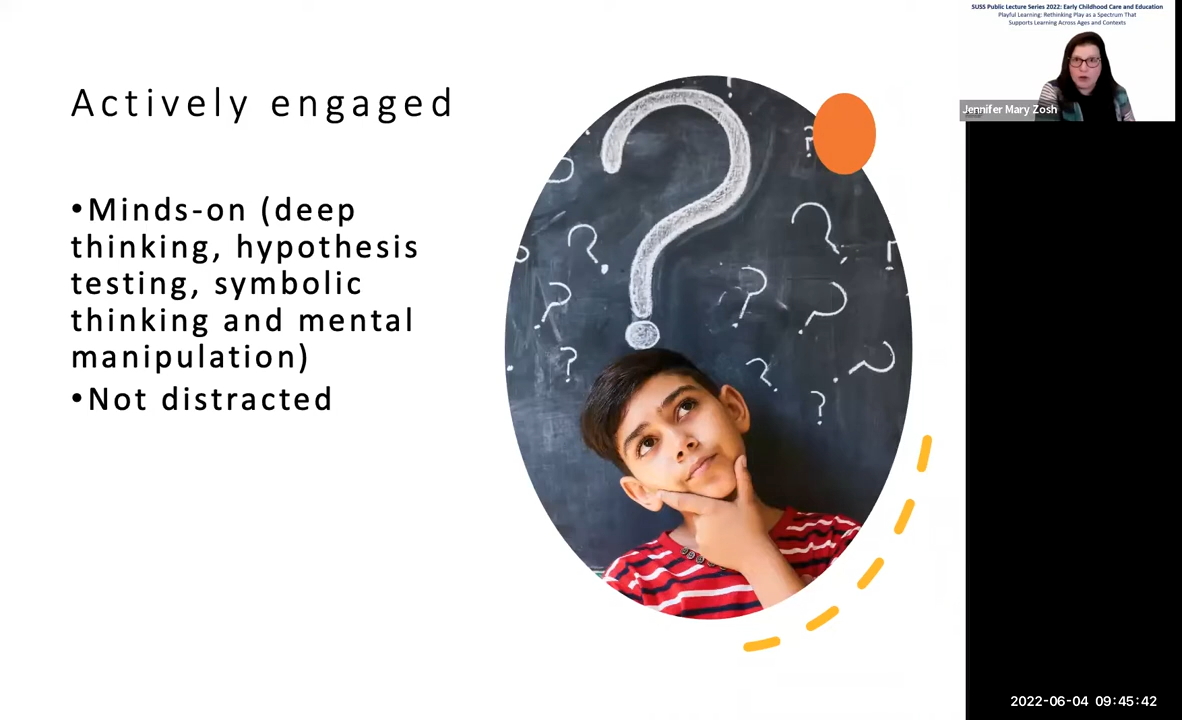 SUSS Public Lecture Series 2022: Early Childhood Care and Education
Playful Learning: Rethinking Play as a Spectrum That
Supports Learning Across Ages and Contexts
Jennifer Mary Zosh
Actively engaged
•Minds-on (deep
thinking, hypothesis
testing, symbolic
thinking and mental
manipulation)
•Not distracted
2022-06-04 09:45:42